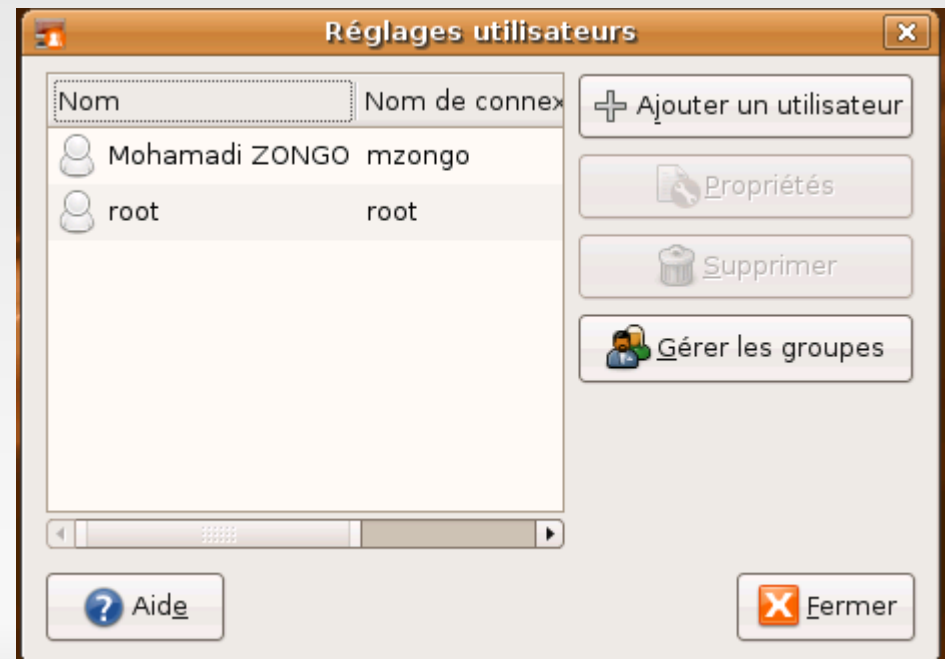 Réglages utilisateurs
Nom Nom de connex
Mohamadi ZONGO mzongo
root root
Ajouter un utilisateur
Propriétés
Supprimer
Gérer les groupes
Aide
Fermer